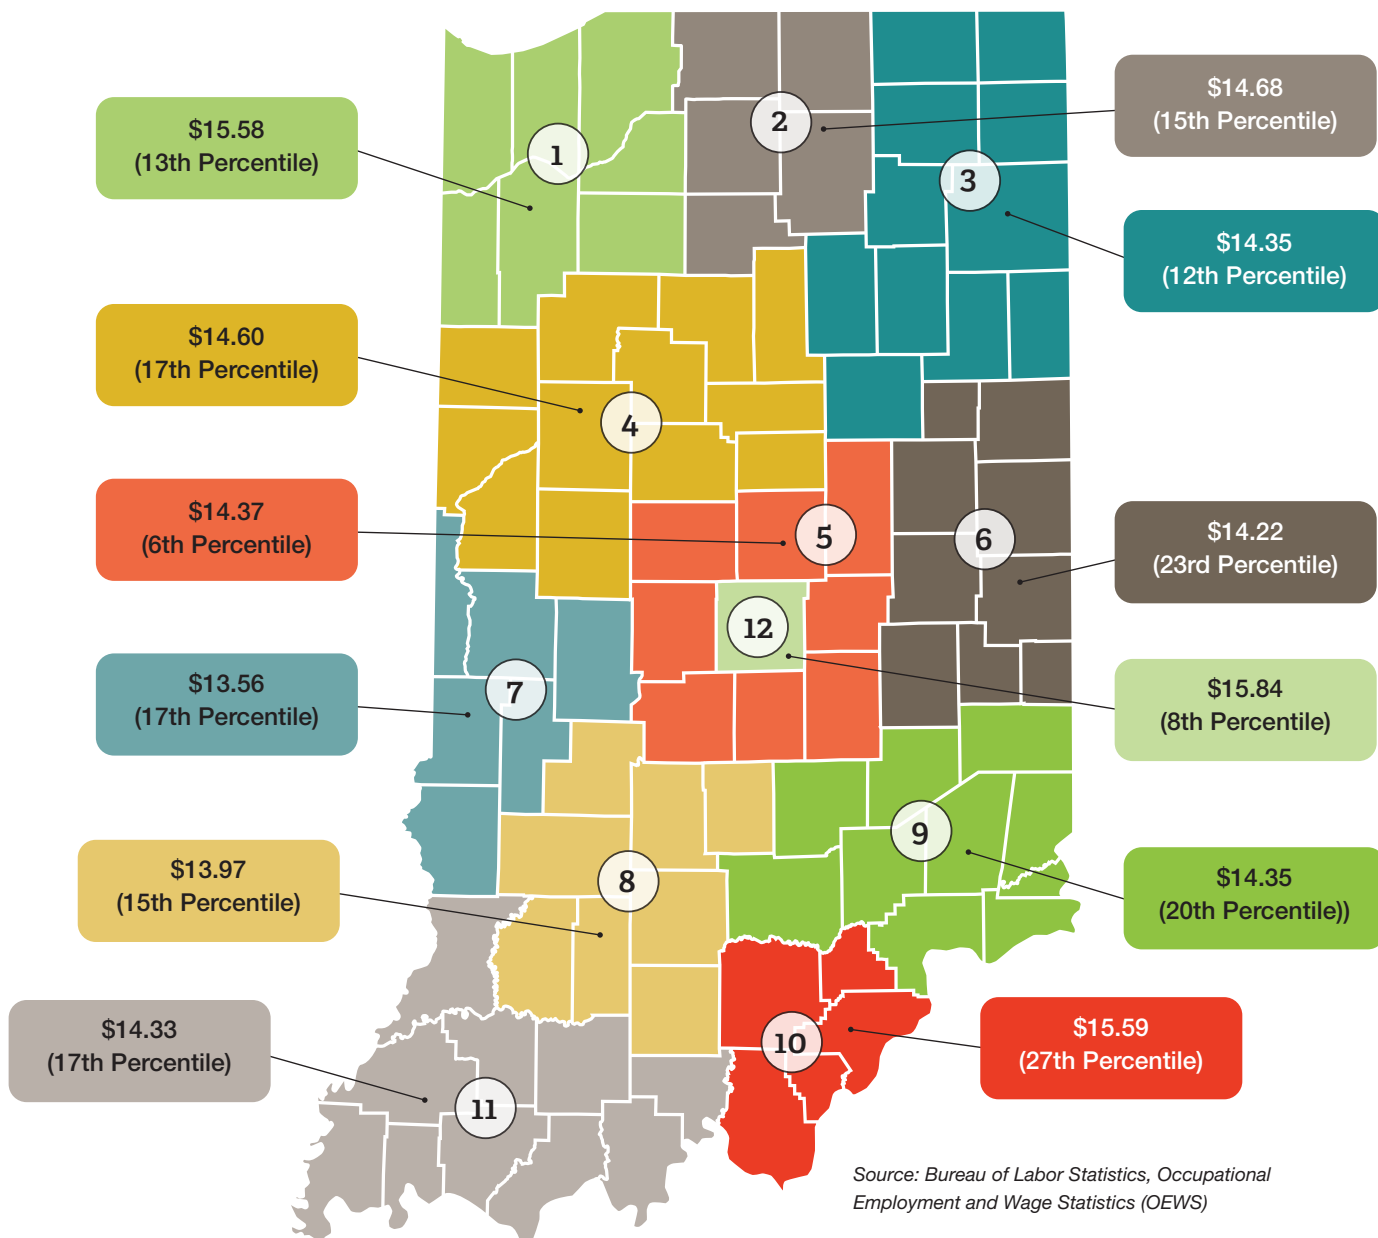 $15.58
(13th Percentile)
1
2
$14.68
(15th Percentile)
3
$14.35
(12th Percentile)
$14.60
(17th Percentile)
4
$14.37
(6th Percentile)
5
6
$14.22
(23rd Percentile)
12
$13.56
(17th Percentile)
7
$15.84
(8th Percentile)
9
$13.97
(15th Percentile)
8
$14.35
(20th Percentile))
$14.33
(17th Percentile)
10
$15.59
(27th Percentile)
11
Source: Bureau of Labor Statistics, Occupational
Employment and Wage Statistics (OEWS)